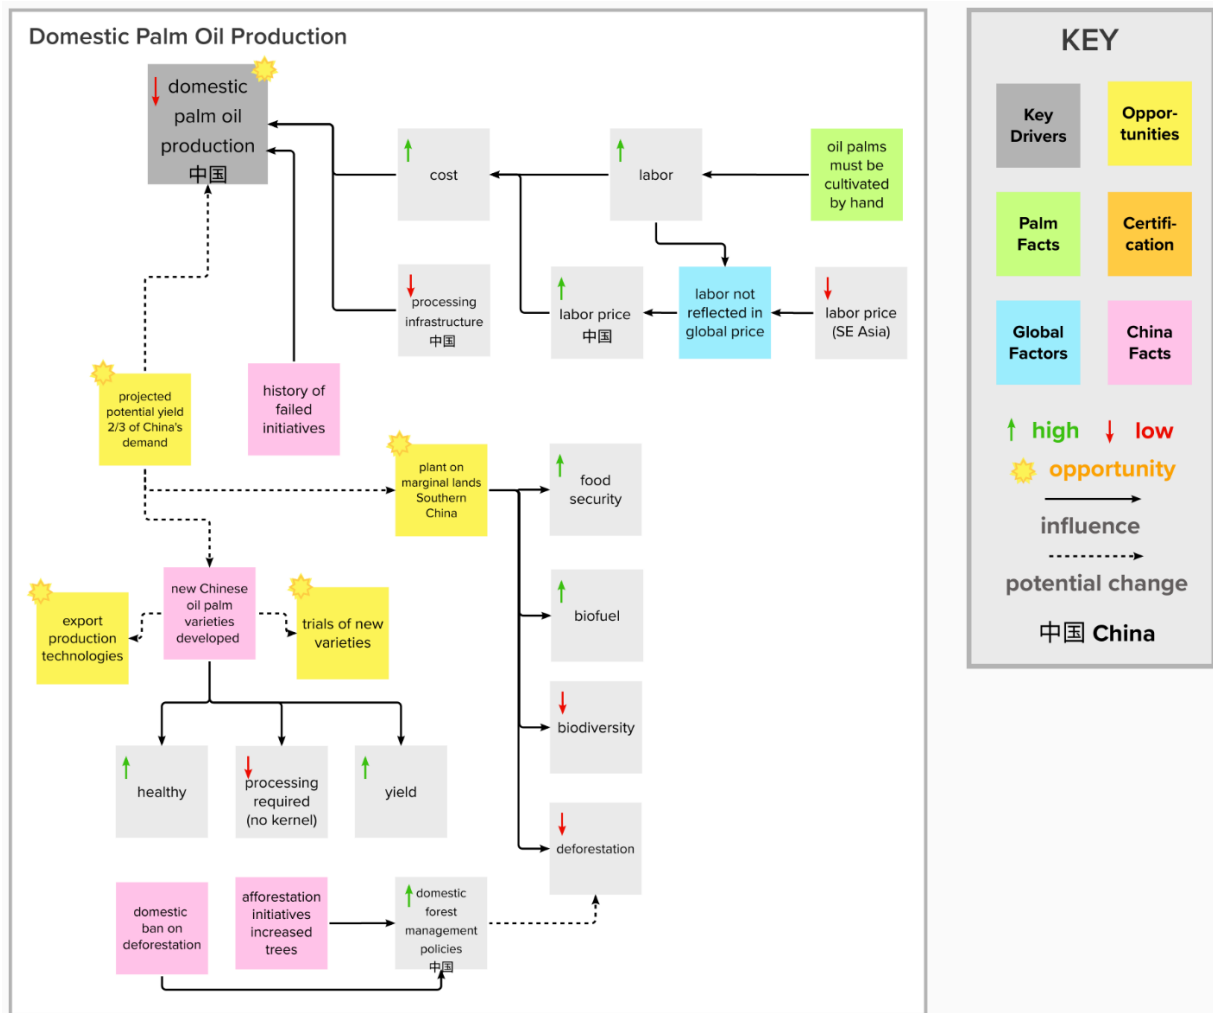 Domestic Palm Oil Production
domestic
palm oil
production
中国
cost
labor
oil palms
must be
cultivated
by hand
processing
infrastructure
中国
labor price
中国
labor not
reflected in
global price
labor price
(SE Asia)
projected
potential yield
2/3 of China's
demand
history of
failed
initiatives
plant on
marginal lands
Southern
China
food
security
new Chinese
oil palm
varieties
developed
export
production
technologies
trials of new
varieties
biofuel
biodiversity
healthy
processing
required
(no kernel)
yield
deforestation
domestic
ban on
deforestation
afforestation
initiatives
increased
trees
domestic
forest
management
policies
中国
KEY
Key
Drivers
Oppor-
tunities
Palm
Facts
Certifi-
cation
Global
Factors
China
Facts
high
low
opportunity
influence
potential change
中国 China